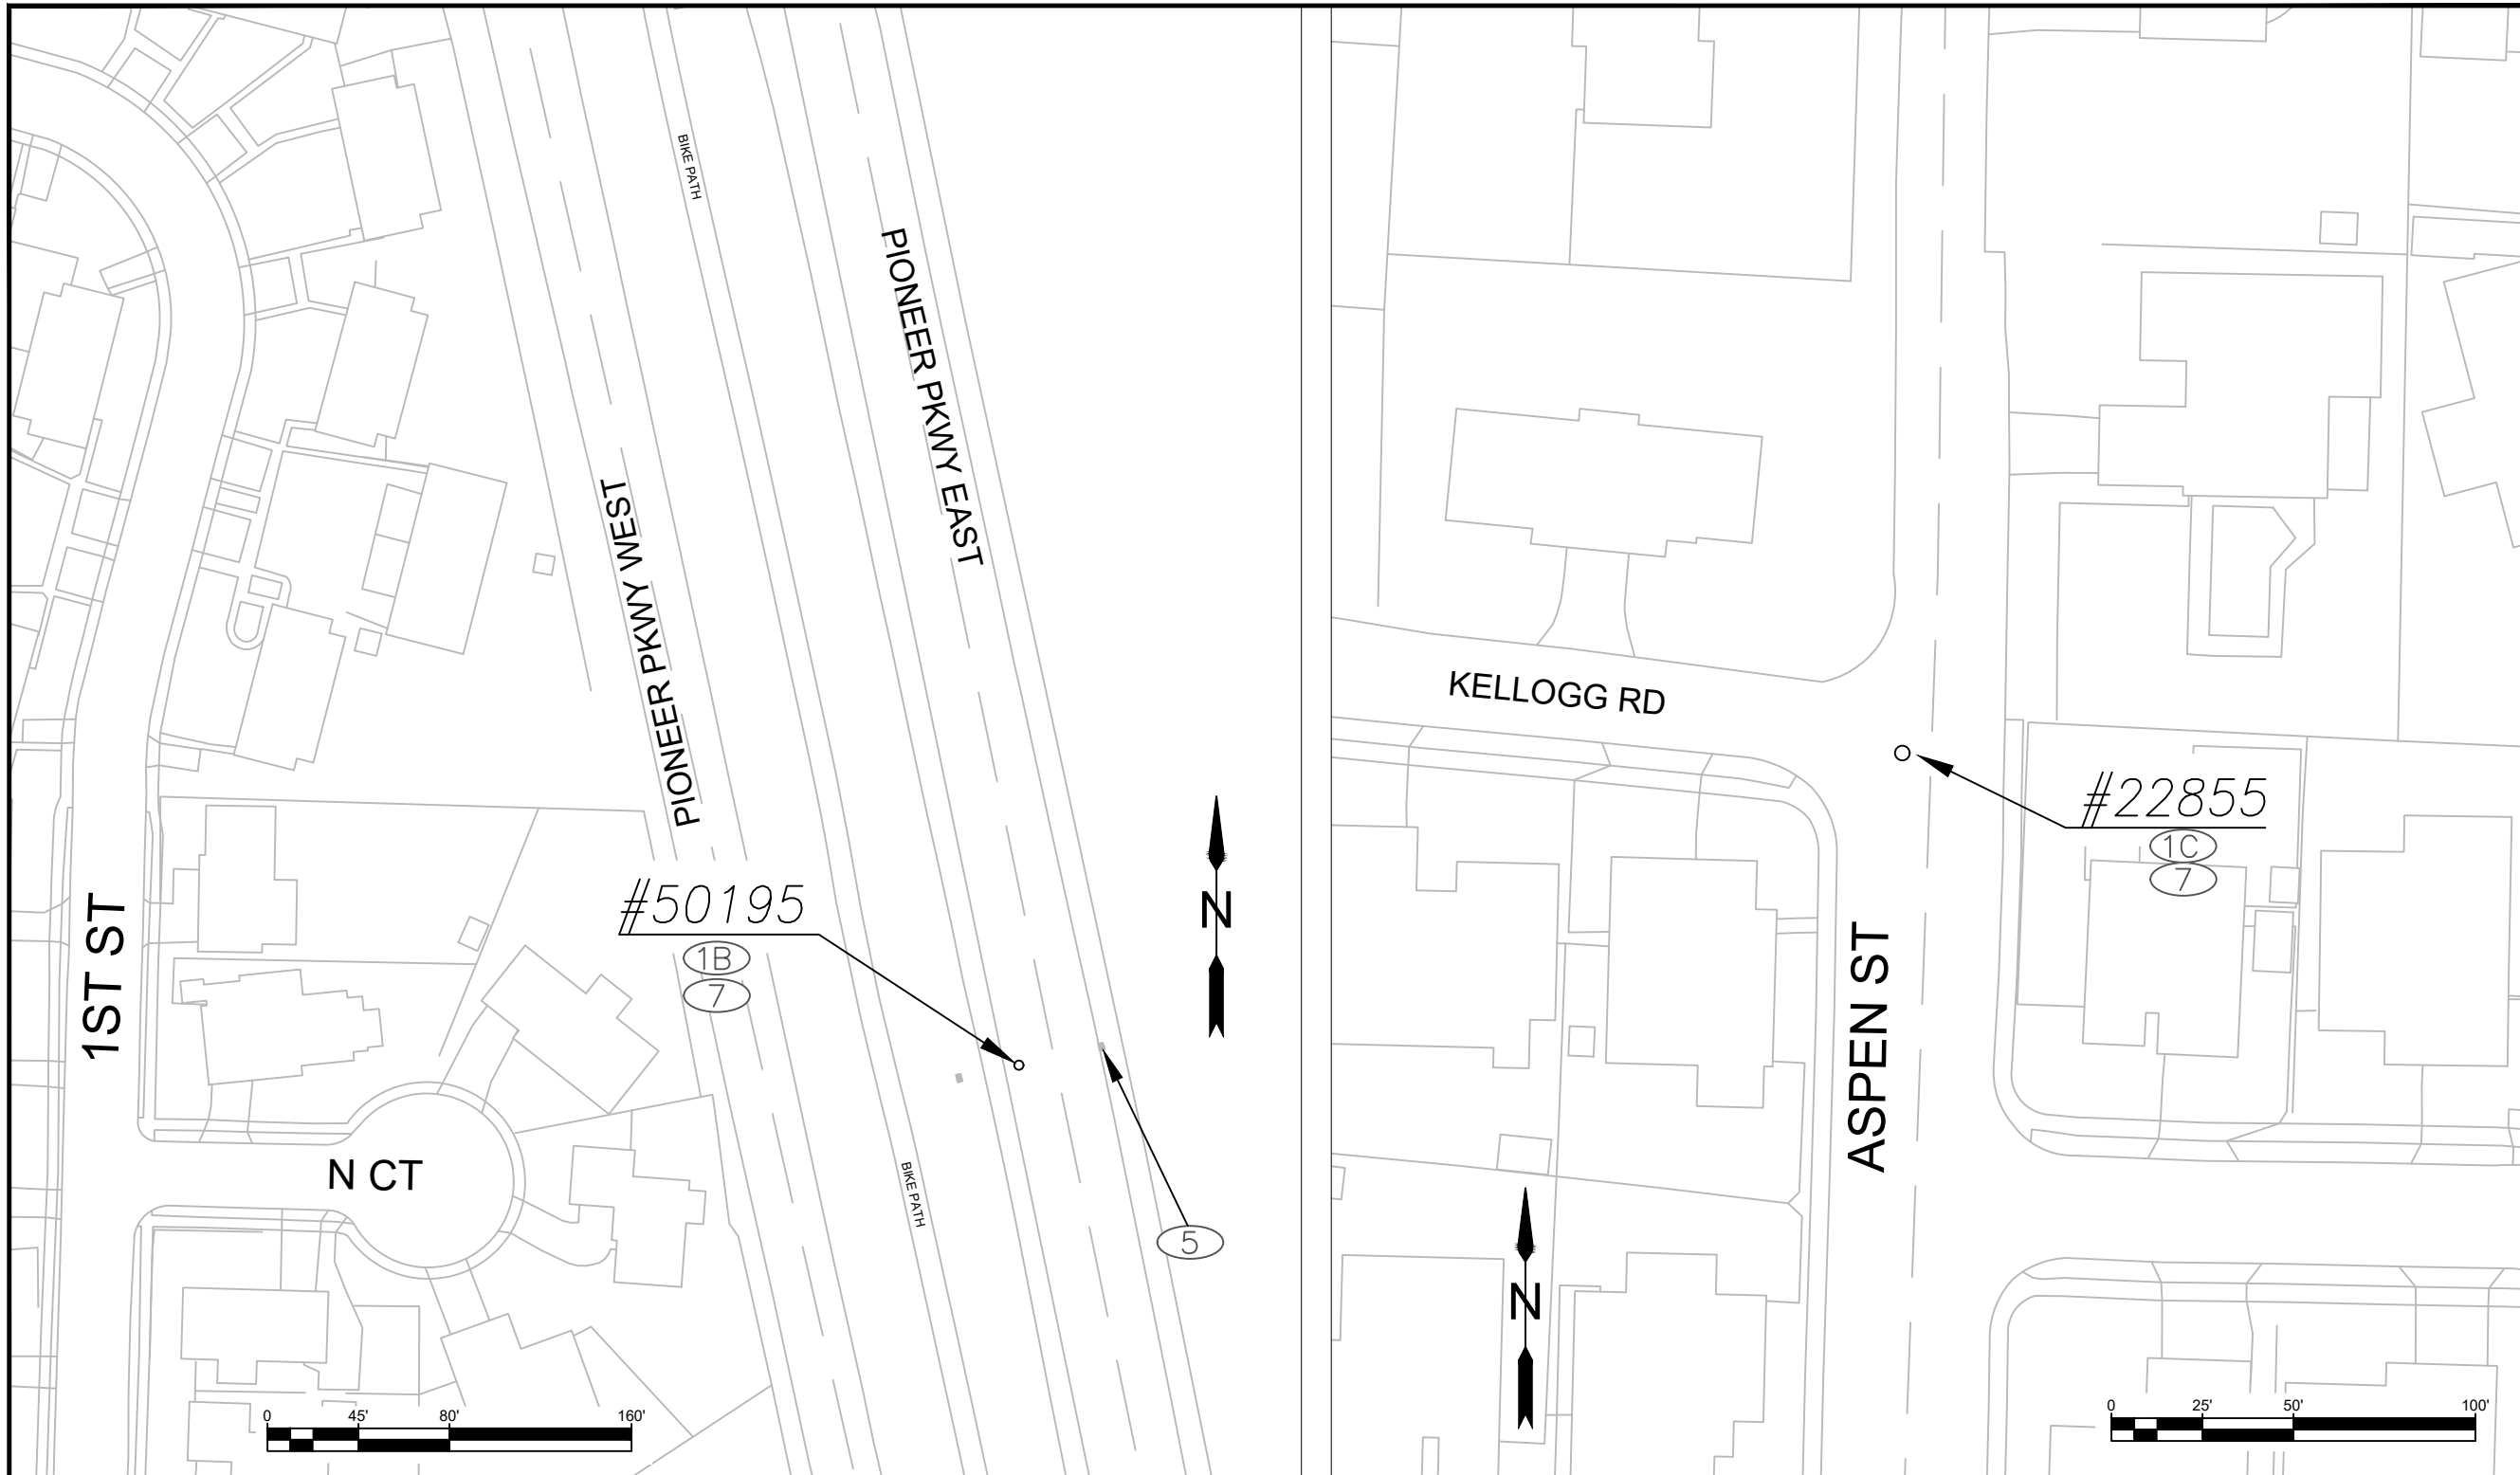 BIKE PATH
PIONEER PKWY EAST
PIONEER PKWY WEST
#50195
1B
7
N
1ST ST
N CT
BIKE PATH
5
0 45' 80' 160'
KELLOGG RD
#22855
1C
7
ASPEN ST
N
0 25' 50' 100'